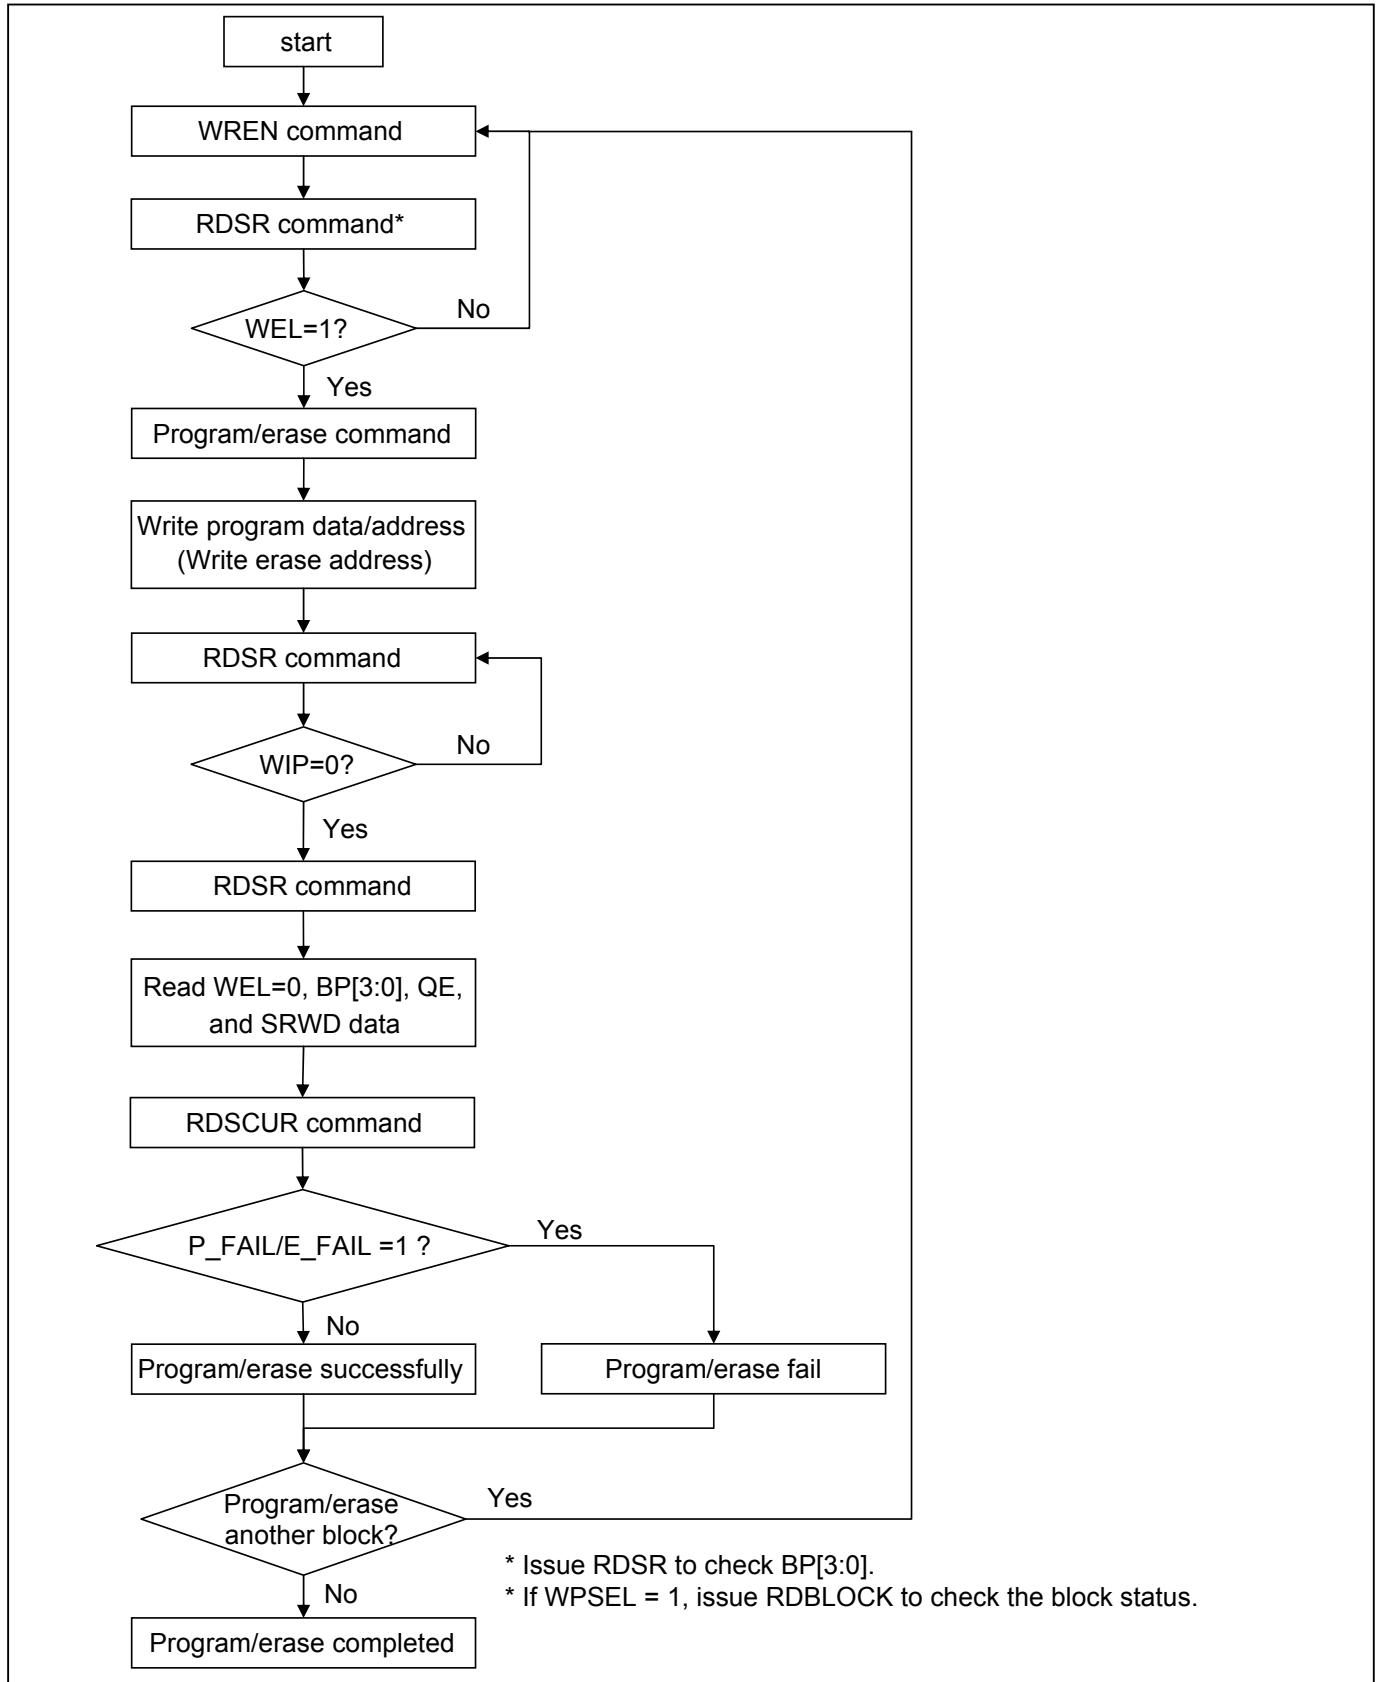 start
WREN command
RDSR command*
WEL=1?
No
Yes
Program/erase command
Write program data/address
(Write erase address)
RDSR command
WIP=0?
No
Yes
RDSR command
Read WEL=0, BP[3:0], QE,
and SRWD data
RDSCUR command
P_FAIL/E_FAIL =1 ?
Yes
No
Program/erase successfully
Program/erase fail
Program/erase
another block?
Yes
No
* Issue RDSR to check BP[3:0].
* If WPSEL = 1, issue RDBLOCK to check the block status.
Program/erase completed